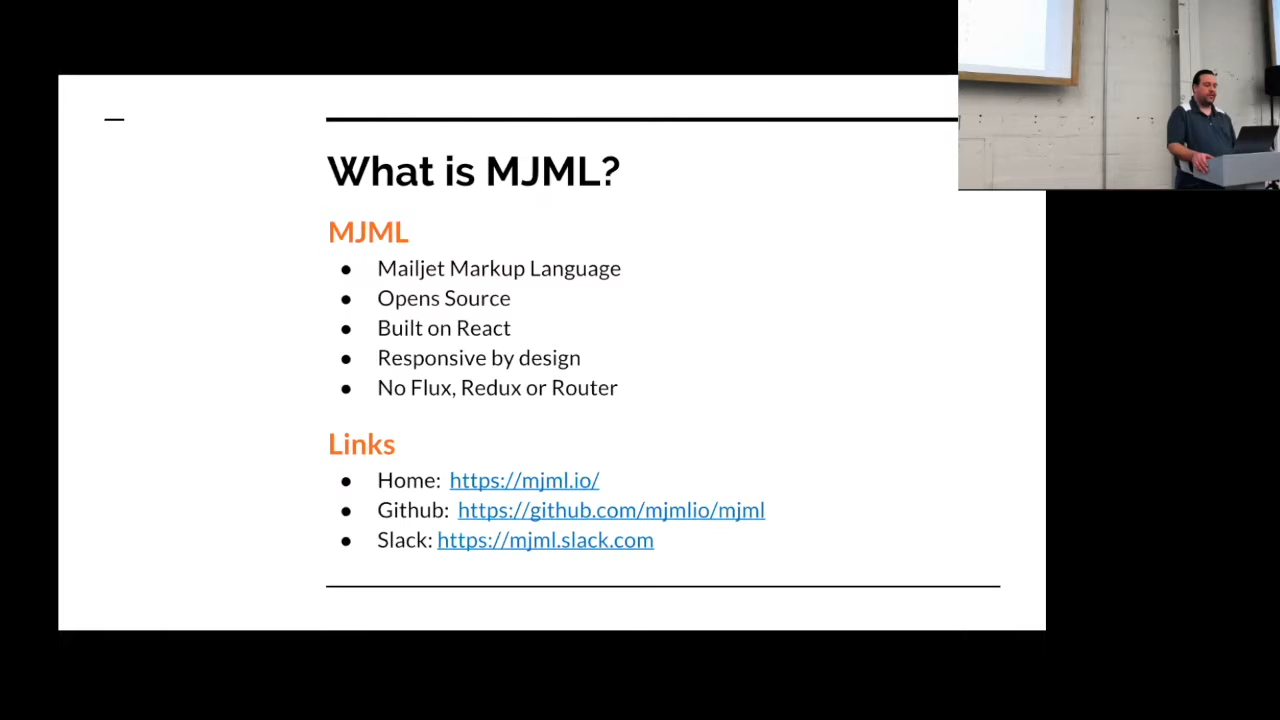 What is MJML?
MJML
● Mailjet Markup Language
● Opens Source
● Built on React
● Responsive by design
● No Flux, Redux or Router
Links
● Home: https://mjml.io/
● Github: https://github.com/mjmlio/mjml
● Slack: https://mjml.slack.com